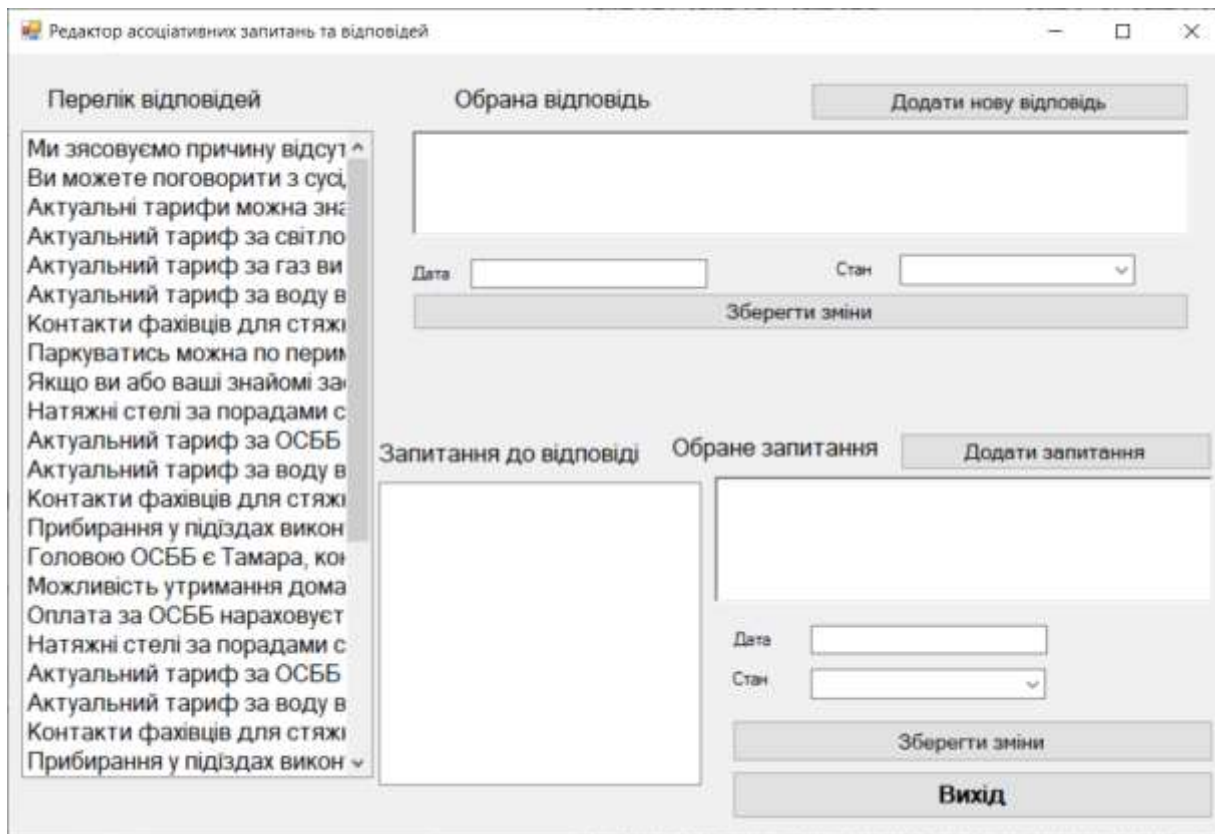 Редактор асоціативних запитань та відповідей
Перелік відповідей
Обрана відповідь
Додати нову відповідь
Ми зясовуємо причину відсут
Ви можете поговорити з сусі
Актуальні тарифи можна зна
Актуальний тариф за світло
Актуальний тариф за газ ви
Актуальний тариф за воду в
Контакти фахівців для стяж
Паркуватись можна по перим
Якщо ви або ваші знайомі за
Натяжні стелі за порадами с
Актуальний тариф за ОСББ
Актуальний тариф за воду в
Контакти фахівців для стяж
Прибирання у підїздах викон
Головою ОСББ є Тамара, кон
Можливість утримання дома
Оплата за ОСББ нараховуєт
Натяжні стелі за порадами с
Актуальний тариф за ОСББ
Актуальний тариф за воду в
Контакти фахівців для стяж
Прибирання у підїздах викон
Дата
Стан
Зберегти зміни
Запитання до відповіді
Обране запитання
Додати запитання
Дата
Стан
Зберегти зміни
Вихід